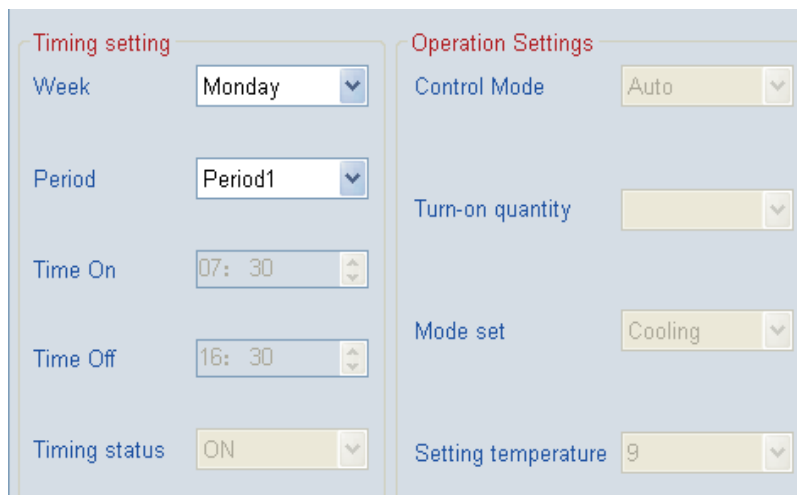 Timing setting
Week Monday
Period Period1
Time On 07: 30
Time Off 16: 30
Timing status ON
Operation Settings
Control Mode Auto
Turn-on quantity
Mode set Cooling
Setting temperature 9